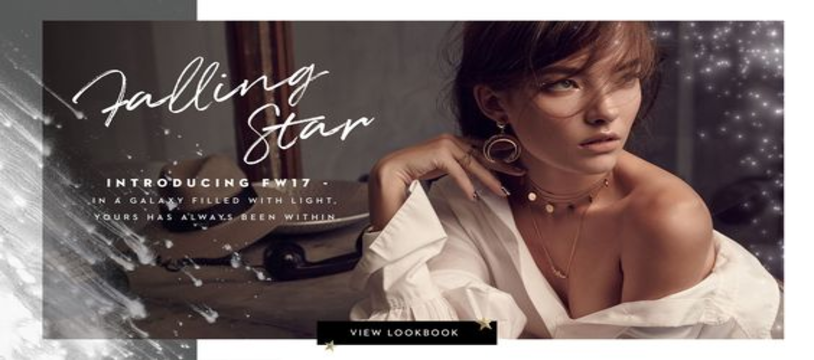 Falling
Star
INTRODUCING FW17 -
IN A GALAXY FILLED WITH LIGHT,
YOURS HAS ALWAYS BEEN WITHIN
VIEW LOOKBOOK